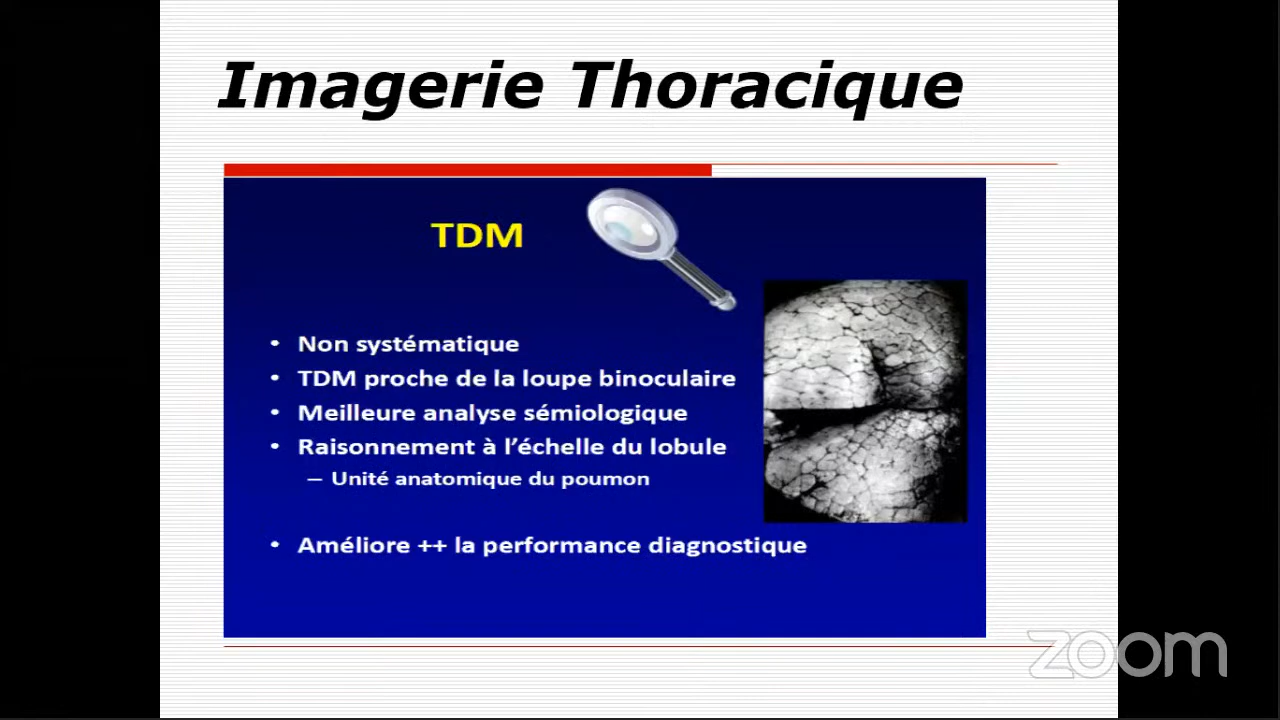 Imagerie Thoracique
TDM
• Non systématique
• TDM proche de la loupe binoculaire
• Meilleure analyse sémiologique
• Raisonnement à l’échelle du lobule
– Unité anatomique du poumon
• Améliore ++ la performance diagnostique
zoom